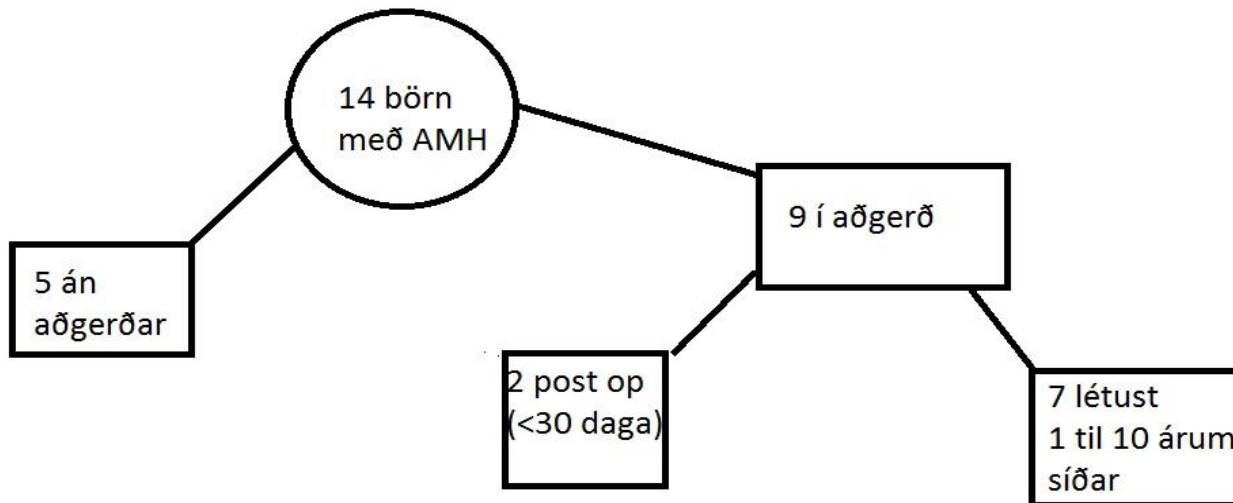 14 börn
með AMH
9 í aðgerð
5 án
aðgerðar
2 post op
(<30 daga)
7 létust
1 til 10 árum
síðar